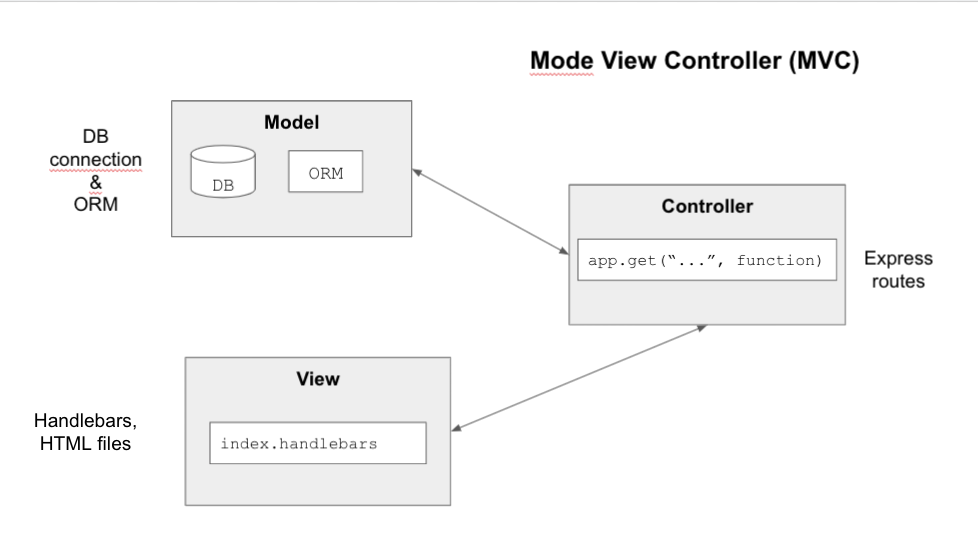 Mode View Controller (MVC)
Model
DB
connection
&
ORM
DB
ORM
Controller
app.get(“...”, function)
Express
routes
View
Handlebars,
HTML files
index.handlebars